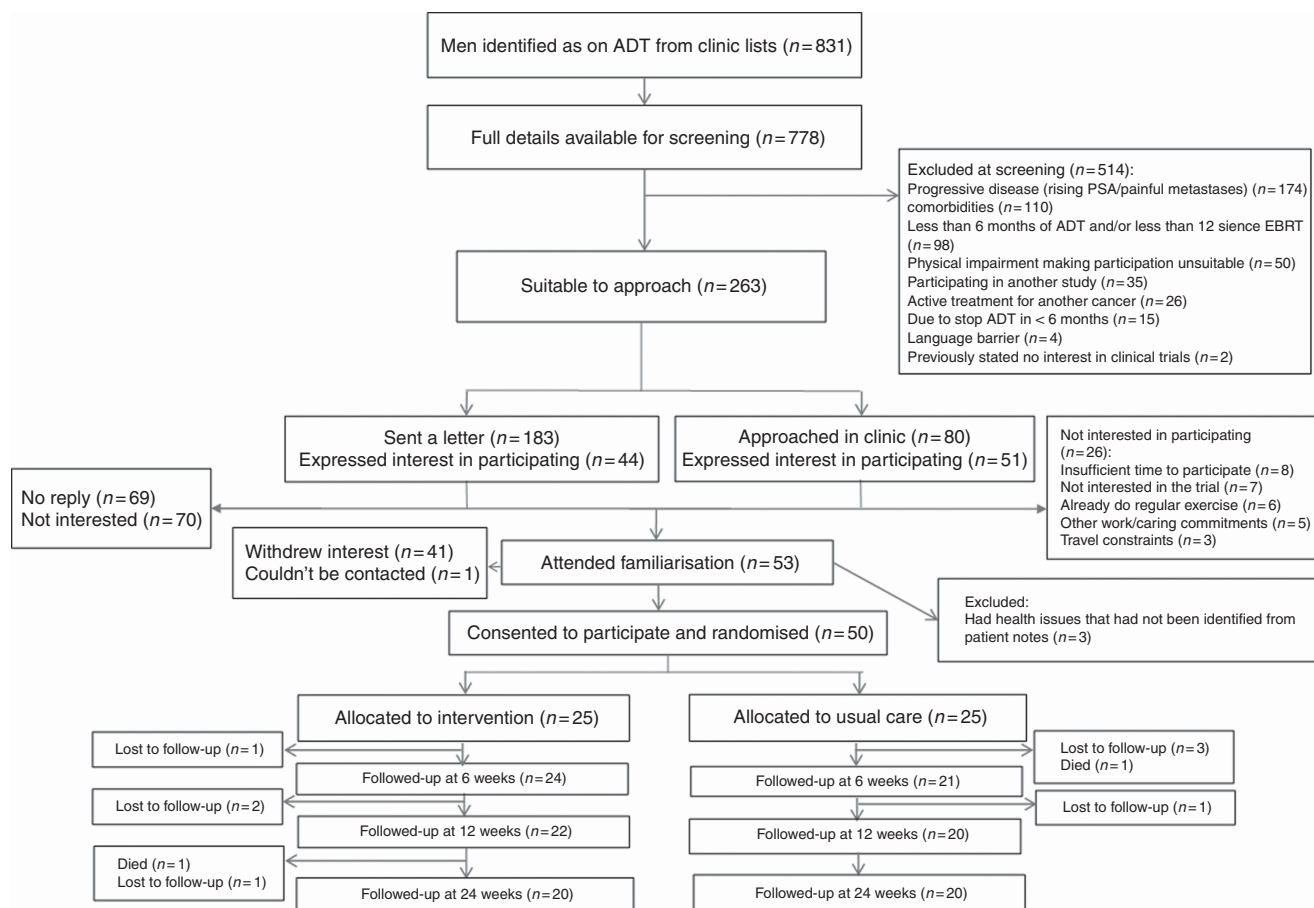 Men identified as on ADT from clinic lists (n=831)
Full details available for screening (n=778)
Excluded at screening (n=514):
Progressive disease (rising PSA/painful metastases) (n=174)
comorbidities (n=110)
Less than 6 months of ADT and/or less than 12 sience EBRT
(n=98)
Physical impairment making participation unsuitable (n=50)
Participating in another study (n=35)
Active treatment for another cancer (n=26)
Due to stop ADT in < 6 months (n=15)
Language barrier (n=4)
Previously stated no interest in clinical trials (n=2)
Suitable to approach (n=263)
Sent a letter (n=183)
Expressed interest in participating (n=44)
Approached in clinic (n=80)
Expressed interest in participating (n=51)
Not interested in participating
(n=26):
Insufficient time to participate (n=8)
Not interested in the trial (n=7)
Already do regular exercise (n=6)
Other work/caring commitments (n=5)
Travel constraints (n=3)
No reply (n=69)
Not interested (n=70)
Withdrew interest (n=41)
Couldn't be contacted (n=1)
Attended familiarisation (n=53)
Excluded:
Had health issues that had not been identified from
patient notes (n=3)
Consented to participate and randomised (n=50)
Allocated to intervention (n=25)
Allocated to usual care (n=25)
Lost to follow-up (n=1)
Lost to follow-up (n=3)
Died (n=1)
Followed-up at 6 weeks (n=24)
Followed-up at 6 weeks (n=21)
Lost to follow-up (n=2)
Lost to follow-up (n=1)
Followed-up at 12 weeks (n=22)
Followed-up at 12 weeks (n=20)
Died (n=1)
Lost to follow-up (n=1)
Followed-up at 24 weeks (n=20)
Followed-up at 24 weeks (n=20)